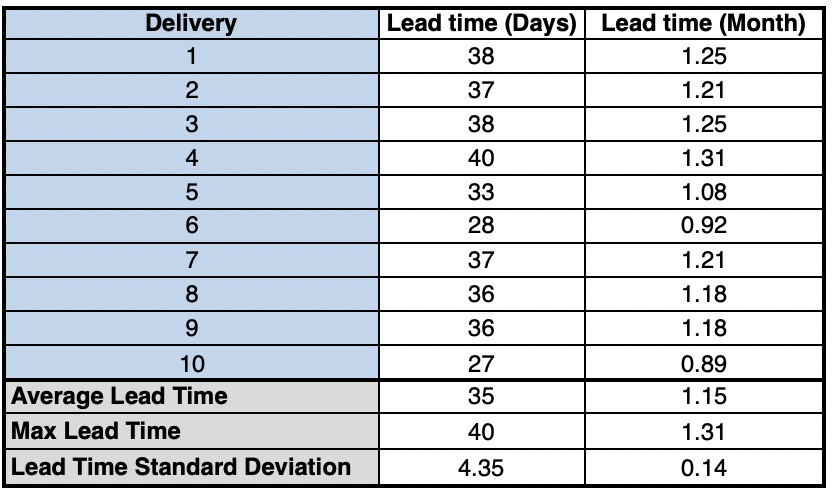 Delivery Lead time (Days) Lead time (Month)
1 38 1.25
2 37 1.21
3 38 1.25
4 40 1.31
5 33 1.08
6 28 0.92
7 37 1.21
8 36 1.18
9 36 1.18
10 27 0.89
Average Lead Time 35 1.15
Max Lead Time 40 1.31
Lead Time Standard Deviation 4.35 0.14